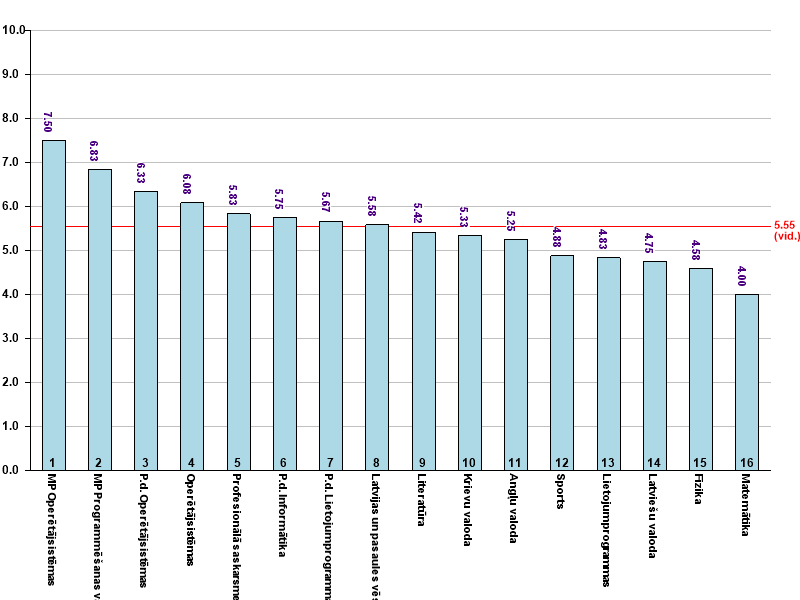 10.0
9.0
8.0
7.0
6.0
5.0
4.0
3.0
2.0
1.0
0.0
7.50
6.83
6.33
6.08
5.83
5.75
5.67
5.58
5.42
5.33
5.25
4.88
4.83
4.75
4.58
4.00
5.55
(vid.)
1
2
3
4
5
6
7
8
9
10
11
12
13
14
15
16
MP Operētājsistēmas
MP Programmēšanas v
P.d. Operētājsistēmas
Operētājsistēmas
Profesionālās saskarsme
P.d. Informātika
P.d. Lietojumprogramma
Latvijas un pasaules vēs
Literatūra
Krievu valoda
Angļu valoda
Sports
Lietojumprogrammas
Latviešu valoda
Fizika
Matemātika